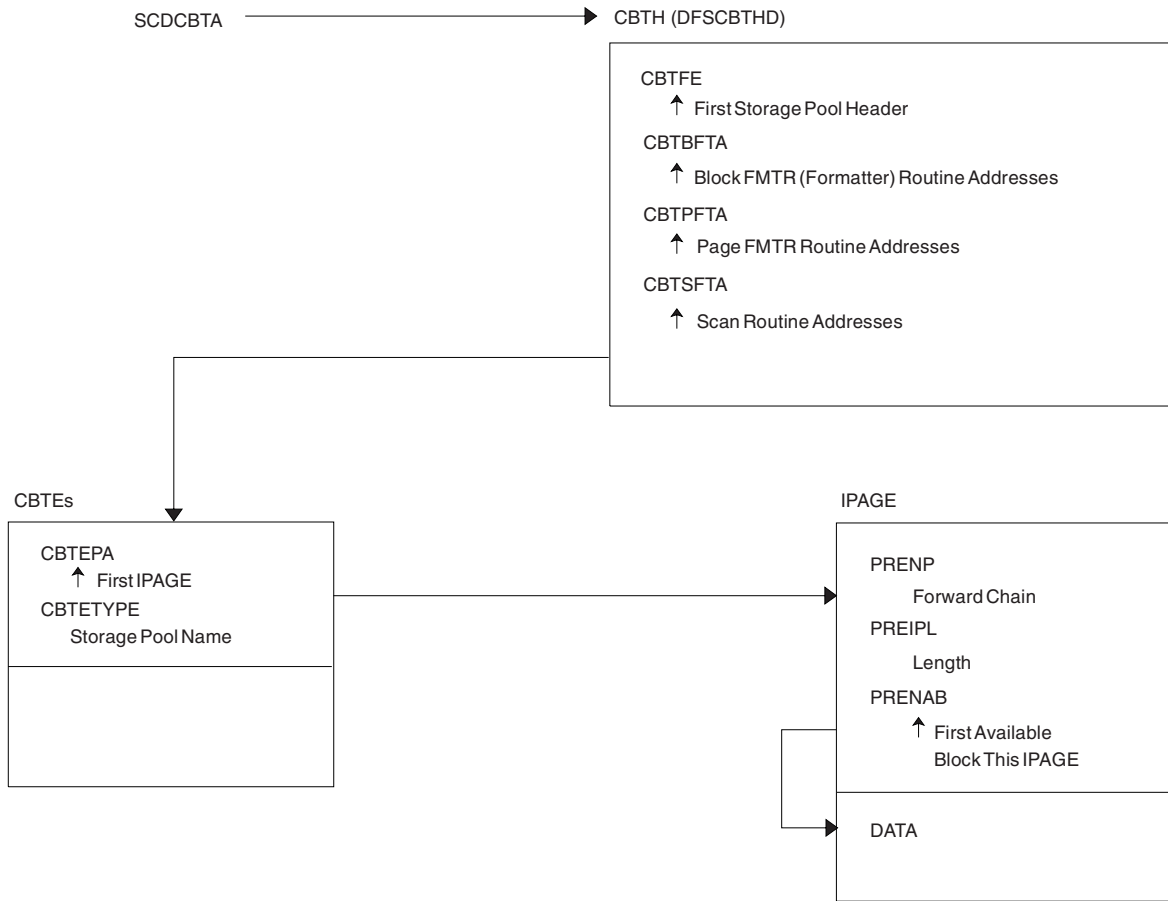 SCDCBTA
CBTH (DFSCBTHD)
CBTFE
↑ First Storage Pool Header
CBTBFTA
↑ Block FMTR (Formatter) Routine Addresses
CBTPFTA
↑ Page FMTR Routine Addresses
CBTSFTA
↑ Scan Routine Addresses
CBTEs
CBTEPA
↑ First IPAGE
CBTETYPE
Storage Pool Name
IPAGE
PRENP
Forward Chain
PREIPL
Length
PRENAB
↑ First Available
Block This IPAGE
DATA